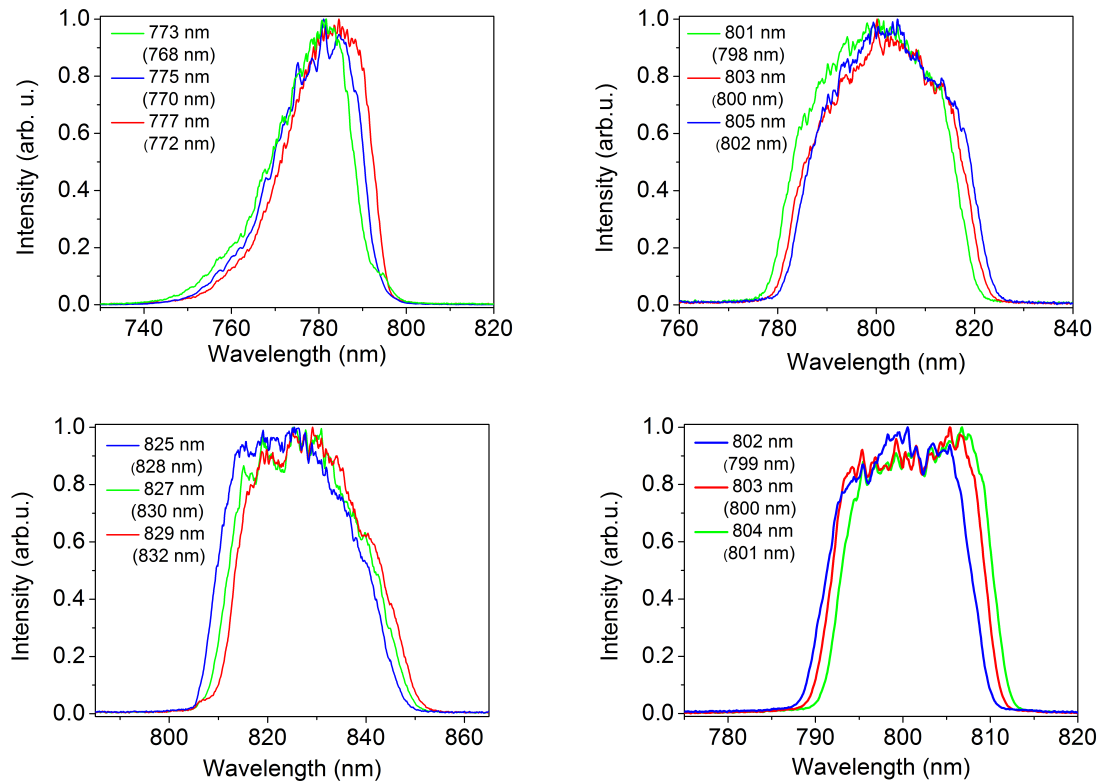 1.0
0.8
0.6
0.4
0.2
0.0
Intensity (arb. u.)
773 nm
(768 nm)
775 nm
(770 nm)
777 nm
(772 nm)
740 760 780 800 820
Wavelength (nm)
1.0
0.8
0.6
0.4
0.2
0.0
Intensity (arb.u.)
801 nm
(798 nm)
803 nm
(800 nm)
805 nm
(802 nm)
760 780 800 820 840
Wavelength (nm)
1.0
0.8
0.6
0.4
0.2
0.0
Intensity (arb.u.)
825 nm
(828 nm)
827 nm
(830 nm)
829 nm
(832 nm)
800 820 840 860
Wavelength (nm)
1.0
0.8
0.6
0.4
0.2
0.0
Intensity (arb.u.)
802 nm
(799 nm)
803 nm
(800 nm)
804 nm
(801 nm)
780 790 800 810 820
Wavelength (nm)